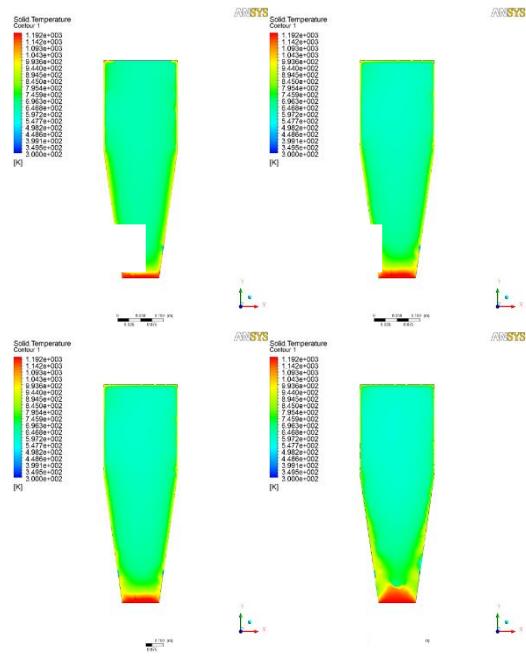 ANSYS
Solid.Temperature
Contour 1
1.192e+003
1.142e+003
1.093e+003
1.043e+003
9.936e+002
9.440e+002
8.945e+002
8.450e+002
7.954e+002
7.459e+002
6.963e+002
6.468e+002
5.972e+002
5.477e+002
4.982e+002
4.486e+002
3.991e+002
3.495e+002
3.000e+002
[K]
Y
X
ANSYS
Solid.Temperature
Contour 1
1.192e+003
1.142e+003
1.093e+003
1.043e+003
9.936e+002
9.440e+002
8.945e+002
8.450e+002
7.954e+002
7.459e+002
6.963e+002
6.468e+002
5.972e+002
5.477e+002
4.982e+002
4.486e+002
3.991e+002
3.495e+002
3.000e+002
[K]
Y
X
ANSYS
Solid.Temperature
Contour 1
1.192e+003
1.142e+003
1.093e+003
1.043e+003
9.936e+002
9.440e+002
8.945e+002
8.450e+002
7.954e+002
7.459e+002
6.963e+002
6.468e+002
5.972e+002
5.477e+002
4.982e+002
4.486e+002
3.991e+002
3.495e+002
3.000e+002
[K]
Y
X
ANSYS
Solid.Temperature
Contour 1
1.192e+003
1.142e+003
1.093e+003
1.043e+003
9.936e+002
9.440e+002
8.945e+002
8.450e+002
7.954e+002
7.459e+002
6.963e+002
6.468e+002
5.972e+002
5.477e+002
4.982e+002
4.486e+002
3.991e+002
3.495e+002
3.000e+002
[K]
Y
X